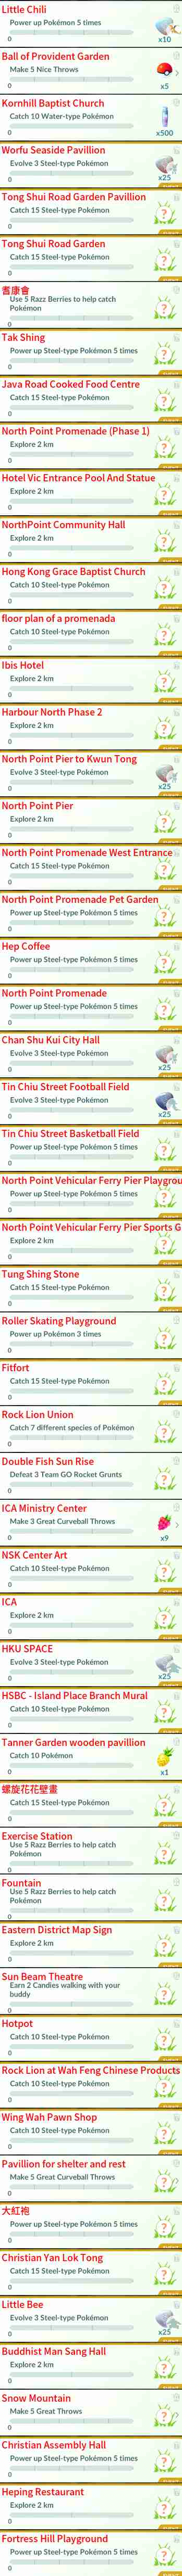 Little Chili
Power up Pokémon 5 times
x10
0
Ball of Provident Garden
Make 5 Nice Throws
x5
0
Kornhill Baptist Church
Catch 10 Water-type Pokémon
x500
0
Worfu Seaside Pavillion
Evolve 3 Steel-type Pokémon
x25
0
Tong Shui Road Garden Pavillion
Catch 15 Steel-type Pokémon
0
Tong Shui Road Garden
Catch 15 Steel-type Pokémon
0
耆康會
Use 5 Razz Berries to help catch
Pokémon
0
Tak Shing
Power up Steel-type Pokémon 5 times
0
Java Road Cooked Food Centre
Catch 15 Steel-type Pokémon
0
North Point Promenade (Phase 1)
Explore 2 km
0
Hotel Vic Entrance Pool And Statue
Explore 2 km
0
NorthPoint Community Hall
Explore 2 km
0
Hong Kong Grace Baptist Church
Catch 10 Steel-type Pokémon
0
floor plan of a promenada
Catch 10 Steel-type Pokémon
0
Ibis Hotel
Explore 2 km
0
Harbour North Phase 2
Explore 2 km
0
North Point Pier to Kwun Tong
Evolve 3 Steel-type Pokémon
x25
0
North Point Pier
Explore 2 km
0
North Point Promenade West Entrance
Catch 15 Steel-type Pokémon
0
North Point Promenade Pet Garden
Power up Steel-type Pokémon 5 times
0
Hep Coffee
Power up Steel-type Pokémon 5 times
0
North Point Promenade
Power up Steel-type Pokémon 5 times
0
Chan Shu Kui City Hall
Evolve 3 Steel-type Pokémon
x25
0
Tin Chiu Street Football Field
Evolve 3 Steel-type Pokémon
x25
0
Tin Chiu Street Basketball Field
Power up Steel-type Pokémon 5 times
0
North Point Vehicular Ferry Pier Playgrou
Power up Steel-type Pokémon 5 times
0
North Point Vehicular Ferry Pier Sports G
Explore 2 km
0
Tung Shing Stone
Catch 15 Steel-type Pokémon
0
Roller Skating Playground
Power up Pokémon 3 times
0
Fitfort
Catch 15 Steel-type Pokémon
0
Rock Lion Union
Catch 7 different species of Pokémon
0
Double Fish Sun Rise
Defeat 3 Team GO Rocket Grunts
0
ICA Ministry Center
Make 3 Great Curveball Throws
x9
0
NSK Center Art
Catch 10 Steel-type Pokémon
0
ICA
Explore 2 km
0
HKU SPACE
Evolve 3 Steel-type Pokémon
x25
0
HSBC - Island Place Branch Mural
Catch 10 Steel-type Pokémon
0
Tanner Garden wooden pavillion
Catch 10 Pokémon
x1
0
螺旋花花壁畫
Catch 15 Steel-type Pokémon
0
Exercise Station
Use 5 Razz Berries to help catch
Pokémon
0
Fountain
Use 5 Razz Berries to help catch
Pokémon
0
Eastern District Map Sign
Explore 2 km
0
Sun Beam Theatre
Earn 2 Candies walking with your
buddy
0
Hotpot
Catch 10 Steel-type Pokémon
0
Rock Lion at Wah Feng Chinese Products
Catch 10 Steel-type Pokémon
0
Wing Wah Pawn Shop
Catch 10 Steel-type Pokémon
0
Pavillion for shelter and rest
Make 5 Great Curveball Throws
0
大紅袍
Power up Steel-type Pokémon 5 times
0
Christian Yan Lok Tong
Catch 15 Steel-type Pokémon
0
Little Bee
Evolve 3 Steel-type Pokémon
x25
0
Buddhist Man Sang Hall
Explore 2 km
0
Snow Mountain
Make 5 Great Throws
0
Christian Assembly Hall
Power up Steel-type Pokémon 5 times
0
Heping Restaurant
Explore 2 km
0
Fortress Hill Playground
Power up Steel-type Pokémon 5 times
0